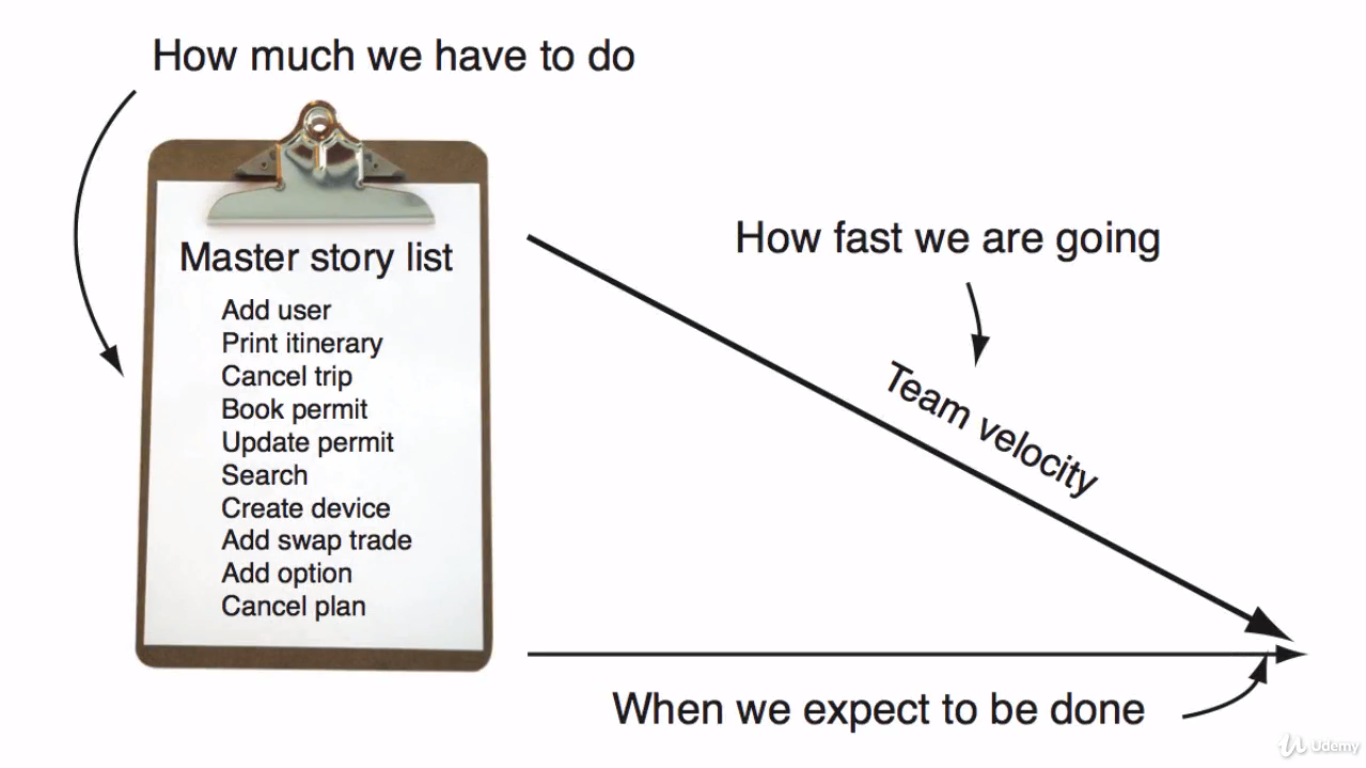 How much we have to do
Master story list
Add user
Print itinerary
Cancel trip
Book permit
Update permit
Search
Create device
Add swap trade
Add option
Cancel plan
How fast we are going
Team velocity
When we expect to be done
Udemy